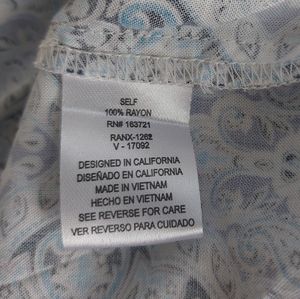 SELF
100% RAYON
RN# 163721
RANX-1262
V - 17092
DESIGNED IN CALIFORNIA
DISEÑADO EN CALIFORNIA
MADE IN VIETNAM
HECHO EN VIETNAM
SEE REVERSE FOR CARE
VER REVERSO PARA CUIDADO